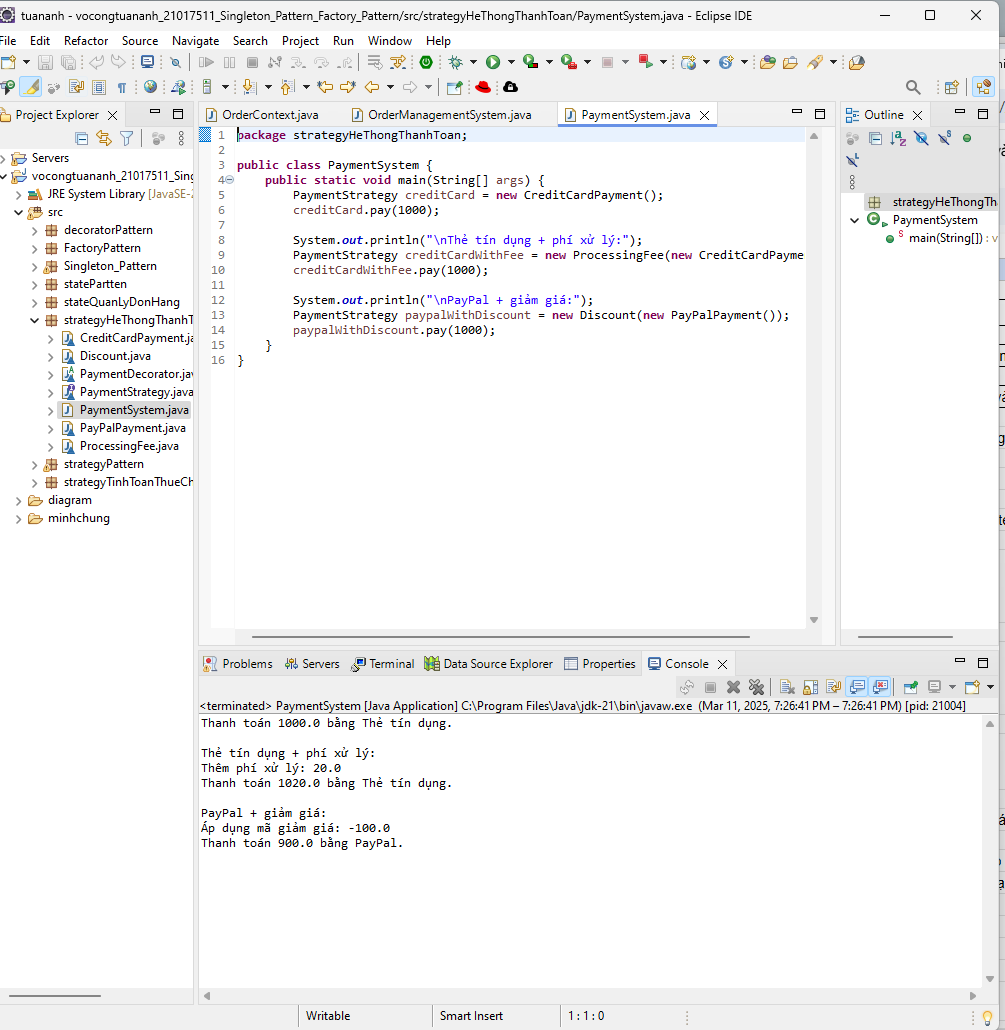 tuananh - vocongtuananh_21017511_Singleton_Pattern_Factory_Pattern/src/strategyHeThongThanhToan/PaymentSystem.java - Eclipse IDE
File Edit Refactor Source Navigate Search Project Run Window Help
Project Explorer
Servers
vocongtuananh_21017511_Sing
JRE System Library [JavaSE-
src
decoratorPattern
FactoryPattern
Singleton_Pattern
statePartten
stateQuanLyDonHang
strategyHeThongThanhT
CreditCardPayment.ja
Discount.java
PaymentDecorator.jav
PaymentStrategy.java
PaymentSystem.java
PayPalPayment.java
ProcessingFee.java
strategyPattern
strategyTinhToanThueCh
diagram
minhchung
OrderContext.java OrderManagementSystem.java PaymentSystem.java
1 package strategyHeThongThanhToan;
2
3 public class PaymentSystem {
4 public static void main(String[] args) {
5 PaymentStrategy creditCard = new CreditCardPayment();
6 creditCard.pay(1000);
7
8 System.out.println("\nThẻ tín dụng + phí xử lý:");
9 PaymentStrategy creditCardWithFee = new ProcessingFee(new CreditCardPayme
10 creditCardWithFee.pay(1000);
11
12 System.out.println("\nPayPal + giảm giá:");
13 PaymentStrategy paypalWithDiscount = new Discount(new PayPalPayment());
14 paypalWithDiscount.pay(1000);
15 }
16 }
Outline
strategyHeThongTh
PaymentSystem
main(String[]) : v
Problems Servers Terminal Data Source Explorer Properties Console
<terminated> PaymentSystem [Java Application] C:\Program Files\Java\jdk-21\bin\javaw.exe (Mar 11, 2025, 7:26:41 PM – 7:26:41 PM) [pid: 21004]
Thanh toán 1000.0 bằng Thẻ tín dụng.
Thẻ tín dụng + phí xử lý:
Thêm phí xử lý: 20.0
Thanh toán 1020.0 bằng Thẻ tín dụng.
PayPal + giảm giá:
Áp dụng mã giảm giá: -100.0
Thanh toán 900.0 bằng PayPal.
Writable Smart Insert 1 : 1 : 0